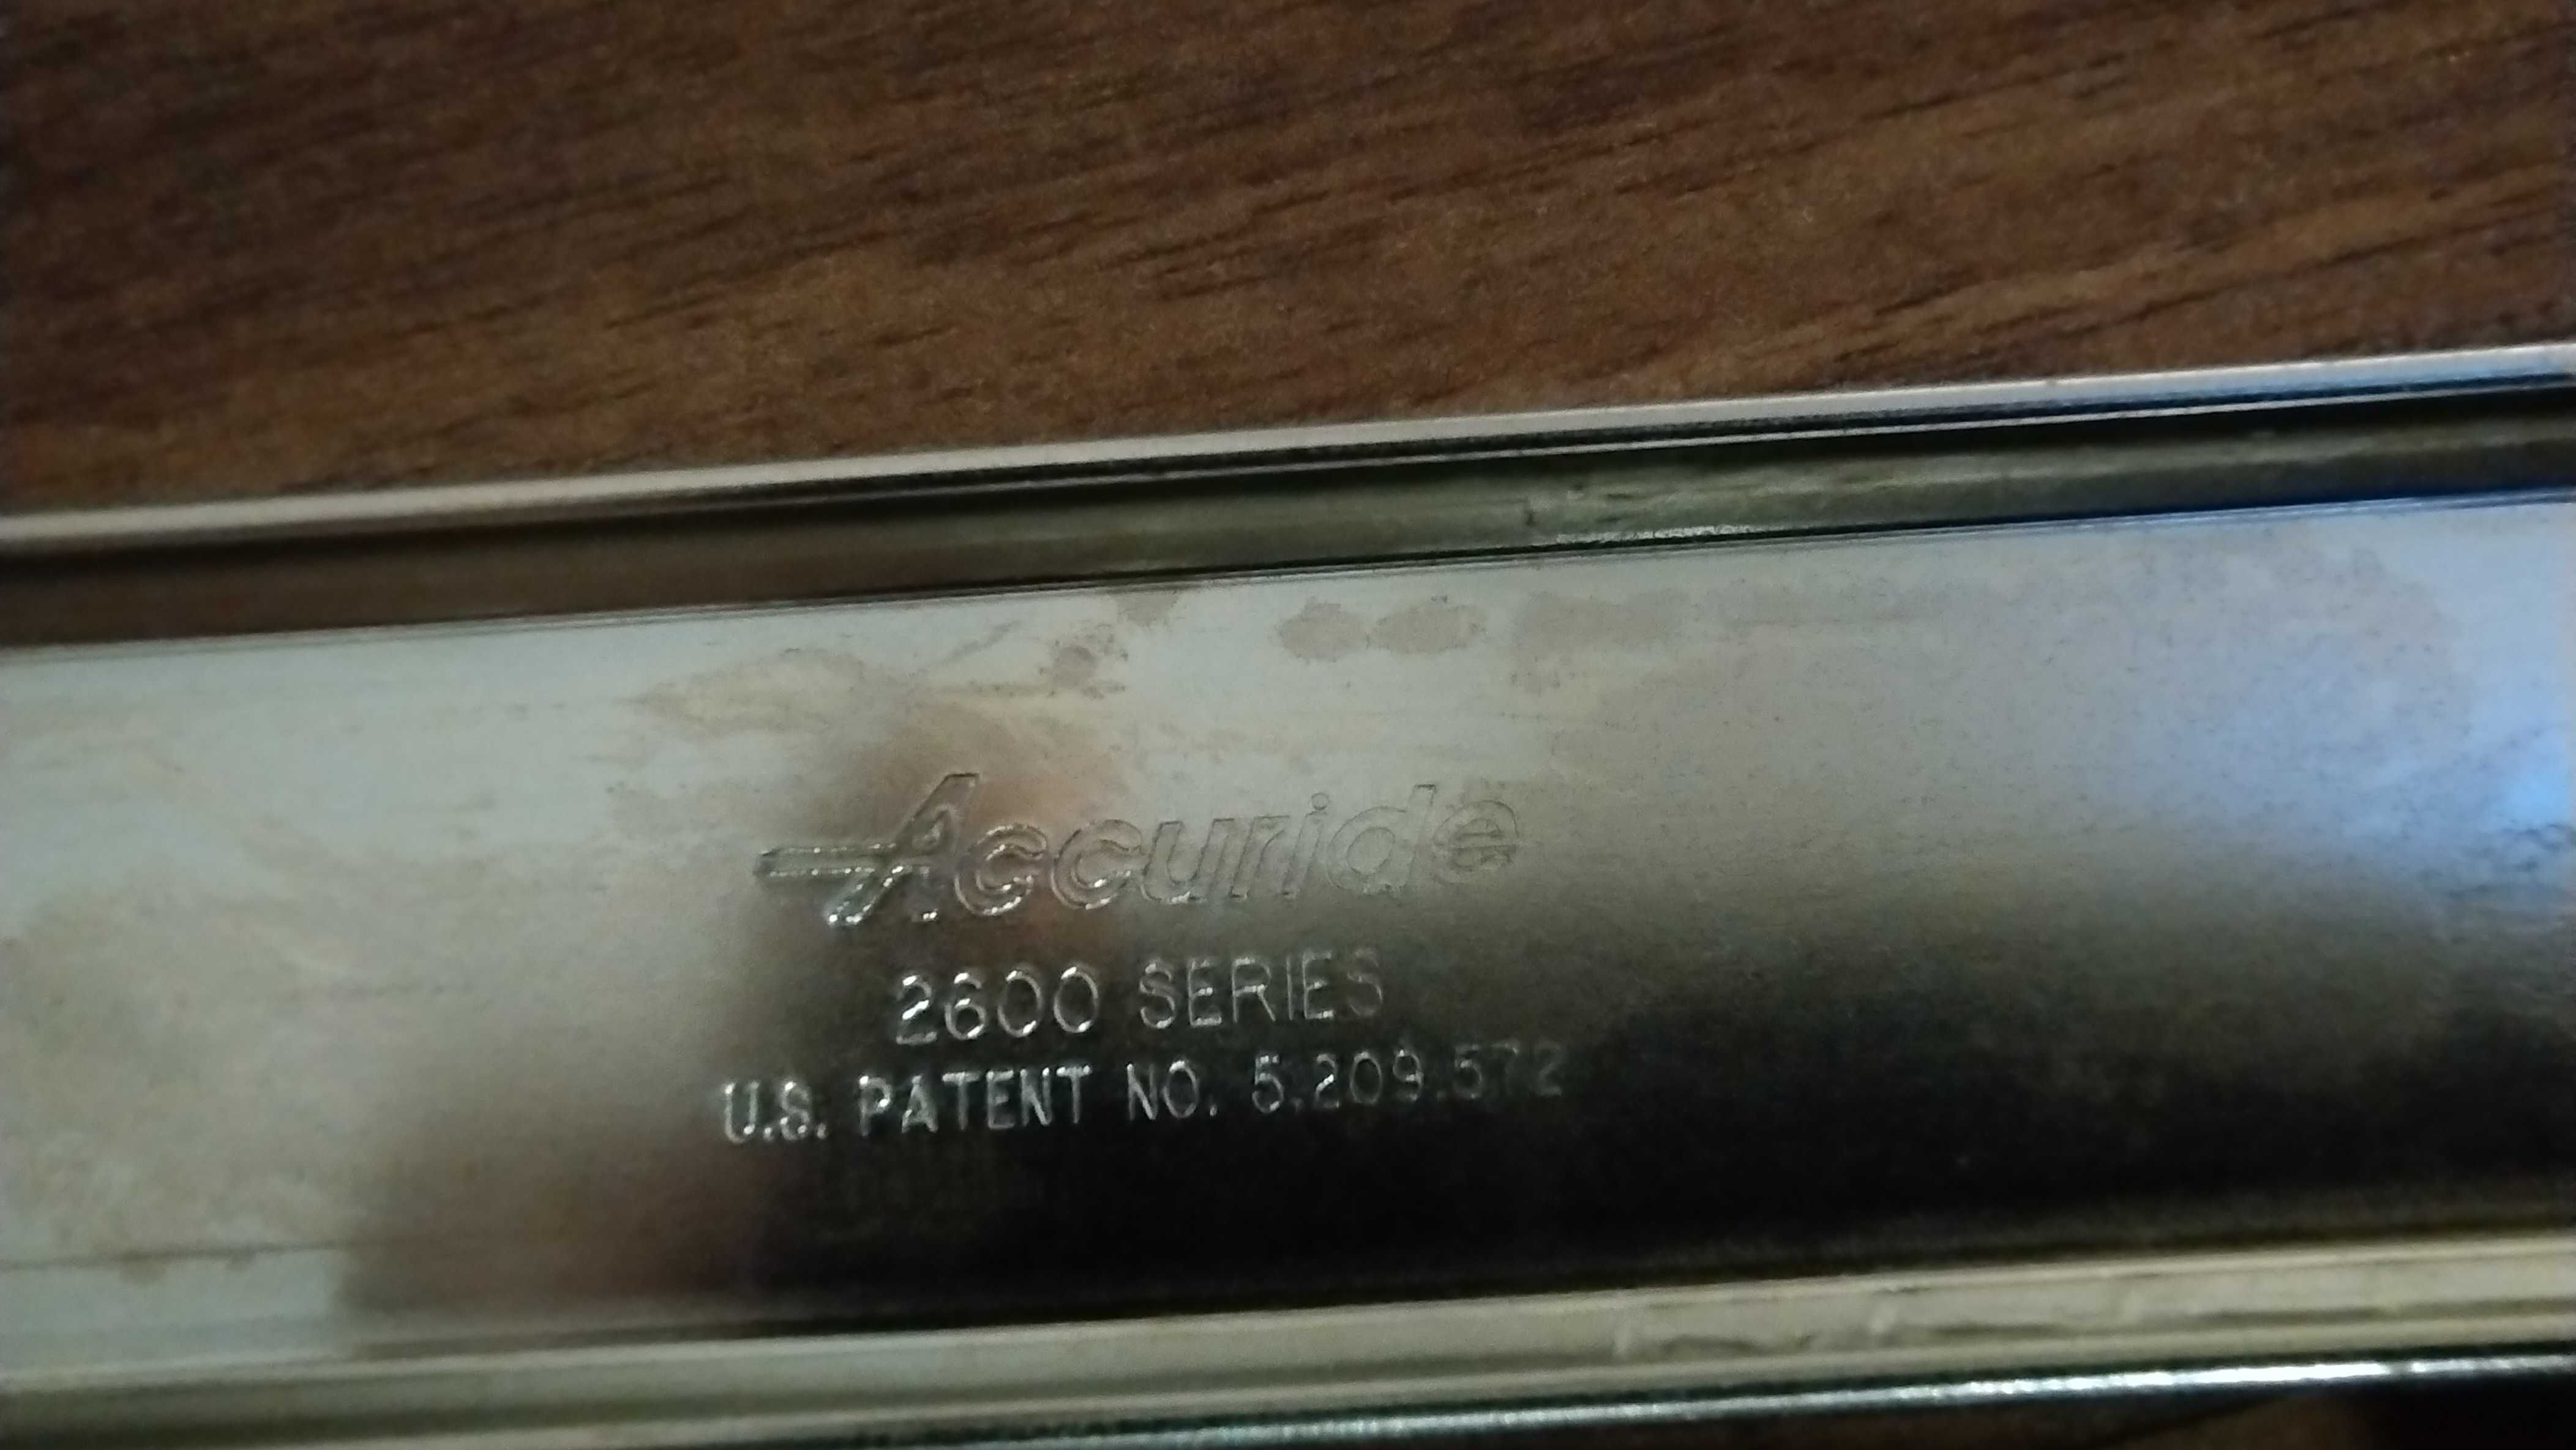 Accuride
2600 SERIES
U.S. PATENT NO. 5,209,572